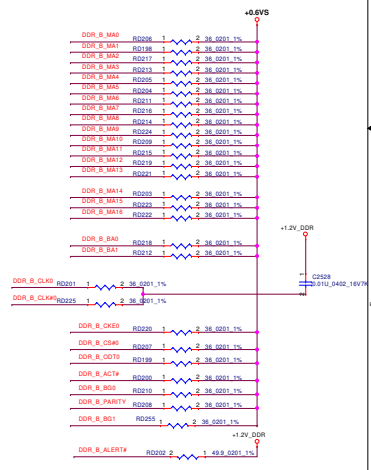 +0.6VS
DDR_B_MA0 RD206 1 2 36_0201_1%
DDR_B_MA1 RD198 1 2 36_0201_1%
DDR_B_MA2 RD217 1 2 36_0201_1%
DDR_B_MA3 RD213 1 2 36_0201_1%
DDR_B_MA4 RD205 1 2 36_0201_1%
DDR_B_MA5 RD204 1 2 36_0201_1%
DDR_B_MA6 RD211 1 2 36_0201_1%
DDR_B_MA7 RD216 1 2 36_0201_1%
DDR_B_MA8 RD214 1 2 36_0201_1%
DDR_B_MA9 RD224 1 2 36_0201_1%
DDR_B_MA10 RD209 1 2 36_0201_1%
DDR_B_MA11 RD215 1 2 36_0201_1%
DDR_B_MA12 RD219 1 2 36_0201_1%
DDR_B_MA13 RD221 1 2 36_0201_1%
DDR_B_MA14 RD203 1 2 36_0201_1%
DDR_B_MA15 RD223 1 2 36_0201_1%
DDR_B_MA16 RD222 1 2 36_0201_1%
+1.2V_DDR
DDR_B_BA0 RD218 1 2 36_0201_1%
DDR_B_BA1 RD212 1 2 36_0201_1%
1
C2528
0.01U_0402_16V7K
2
DDR_B_CLK0 RD201 1 2 36_0201_1%
DDR_B_CLK#0 RD225 1 2 36_0201_1%
DDR_B_CKE0 RD220 1 2 36_0201_1%
DDR_B_CS#0 RD207 1 2 36_0201_1%
DDR_B_ODT0 RD199 1 2 36_0201_1%
DDR_B_ACT# RD200 1 2 36_0201_1%
DDR_B_BG0 RD210 1 2 36_0201_1%
DDR_B_PARITY RD208 1 2 36_0201_1%
DDR_B_BG1 RD255 1 2 36_0201_1%
+1.2V_DDR
DDR_B_ALERT# RD202 2 1 49.9_0201_1%